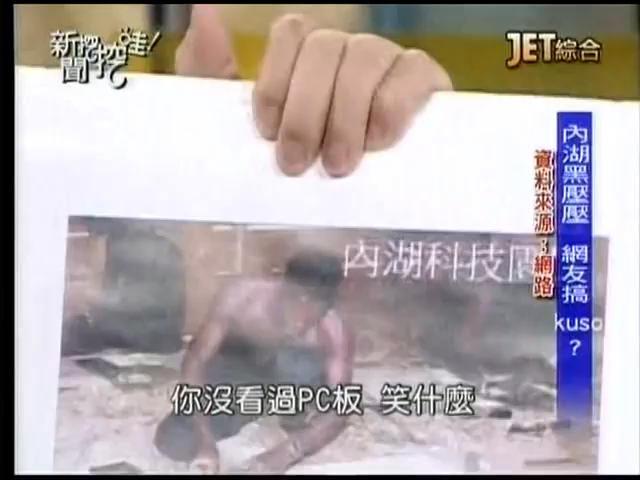 新聞挖挖哇!
JET綜合
內湖黑壓壓 網友搞kuso?
資料來源:網路
內湖科技園
你沒看過PC板 笑什麼